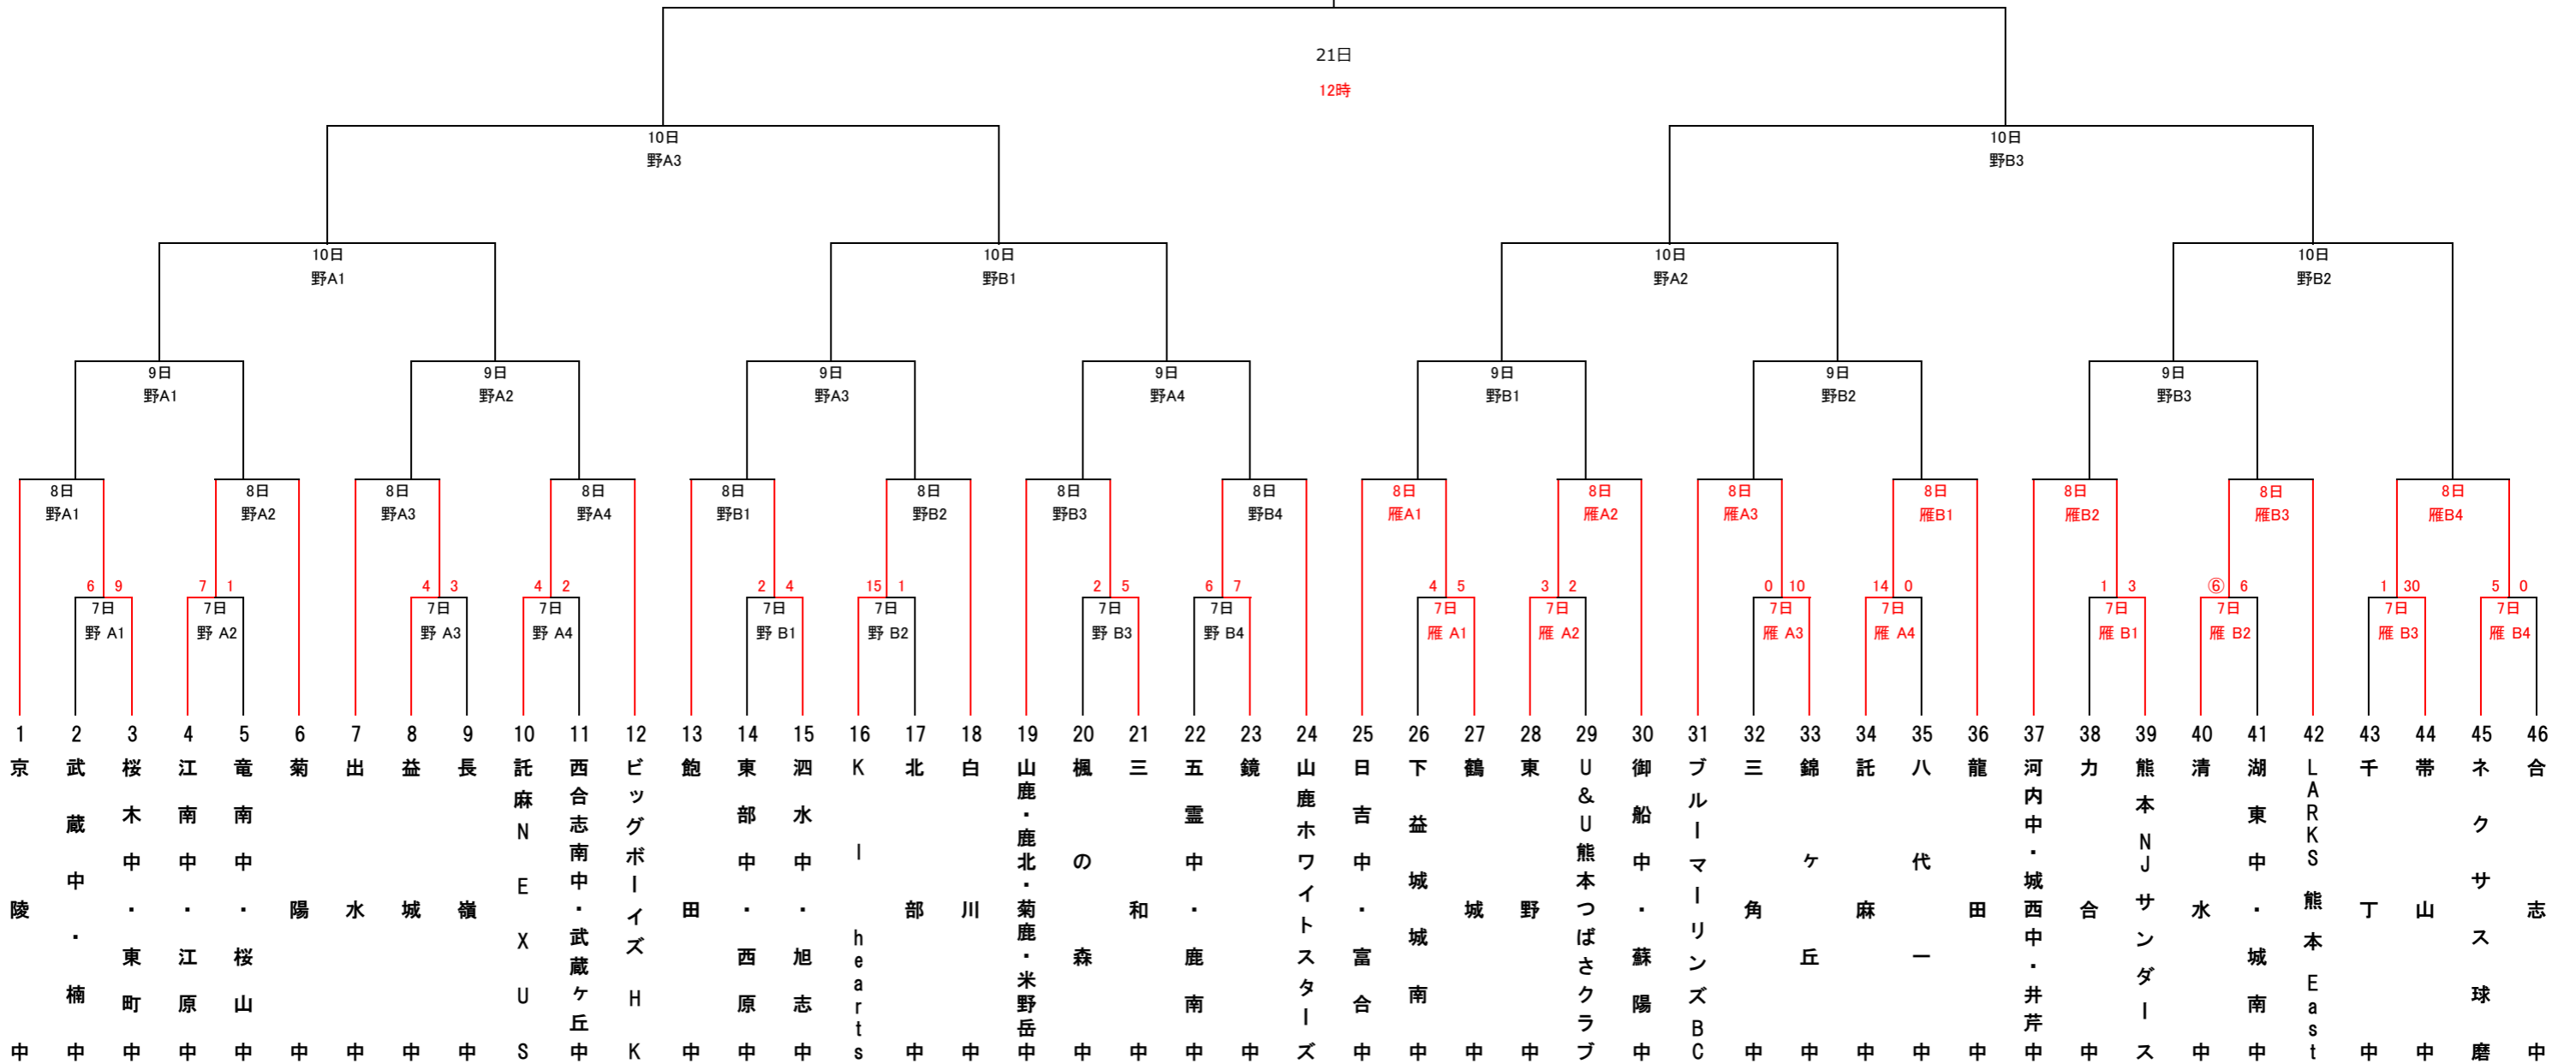 21日
12時
10日
野A3
10日
野B3
10日
野A1
10日
野B1
10日
野A2
10日
野B2
9日
野A1
9日
野A2
9日
野A3
9日
野A4
9日
野B1
9日
野B2
9日
野B3
8日
野A1
8日
野A2
8日
野A3
8日
野A4
8日
野B1
8日
野B2
8日
野B3
8日
野B4
8日
雁A1
8日
雁A2
8日
雁A3
8日
雁B1
8日
雁B2
8日
雁B3
8日
雁B4
6 9
7日
野 A1
7 1
7日
野 A2
4 3
7日
野 A3
4 2
7日
野 A4
2 4
7日
野 B1
15 1
7日
野 B2
2 5
7日
野 B3
6 7
7日
野 B4
4 5
7日
雁 A1
3 2
7日
雁 A2
0 10
7日
雁 A3
14 0
7日
雁 A4
1 3
7日
雁 B1
⑥ 6
7日
雁 B2
1 30
7日
雁 B3
5 0
7日
雁 B4
1 京陵中
2 武蔵中・楠中
3 桜木中・東町中
4 江南中・江原中
5 竜南中・桜山中
6 菊陽中
7 出水中
8 益城中
9 長嶺中
10 託麻NEXUS
11 西合志南中・武蔵ヶ丘中
12 ビッグボーイズHK
13 飽田中
14 東部中・西原中
15 泗水中・旭志中
16 K－hearts
17 北部中
18 白川中
19 山鹿・鹿北・菊鹿・米野岳中
20 楓の森中
21 三和中
22 五霊中・鹿南中
23 鏡中
24 山鹿ホワイトスターズ
25 日吉中・富合中
26 下益城城南中
27 鶴城中
28 東野中
29 U&U熊本つばさクラブ
30 御船中・蘇陽中
31 ブルーマーリンズBC
32 三角中
33 錦ヶ丘中
34 託麻中
35 八代一中
36 龍田中
37 河内中・城西中・井芹中
38 力合中
39 熊本NJサンダース
40 清水中
41 湖東中・城南中
42 LARKS熊本East
43 千丁中
44 帯山中
45 ネクサス球磨
46 合志中